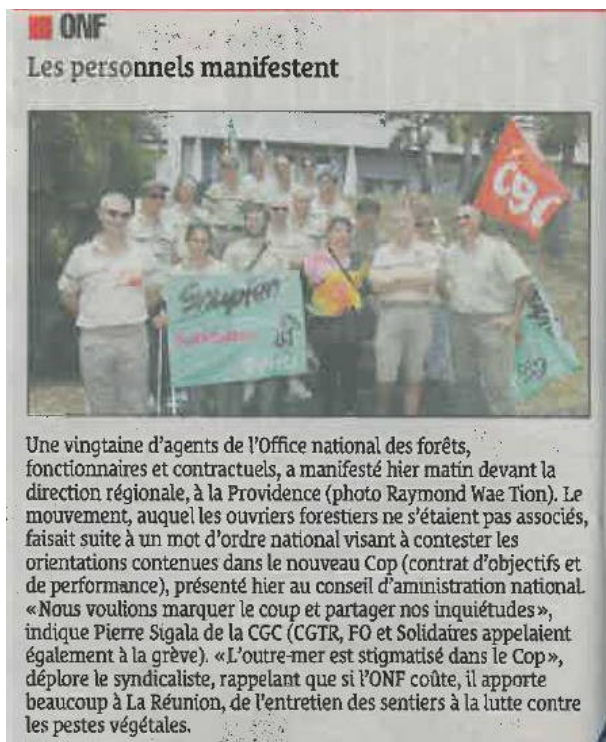 ONF
Les personnels manifestent
CGC
Solidaires
Une vingtaine d'agents de l'Office national des forêts,
fonctionnaires et contractuels, a manifesté hier matin devant la
direction régionale, à la Providence (photo Raymond Wae Tion). Le
mouvement, auquel les ouvriers forestiers ne s'étaient pas associés,
faisait suite à un mot d'ordre national visant à contester les
orientations contenues dans le nouveau Cop (contrat d'objectifs et
de performance), présenté hier au conseil d'aministration national.
«Nous voulions marquer le coup et partager nos inquiétudes»,
indique Pierre Sigala de la CGC (CGTR, FO et Solidaires appelaient
également à la grève). «L'outre-mer est stigmatisé dans le Cop»,
déplore le syndicaliste, rappelant que si l'ONF coûte, il apporte
beaucoup à La Réunion, de l'entretien des sentiers à la lutte contre
les pestes végétales.